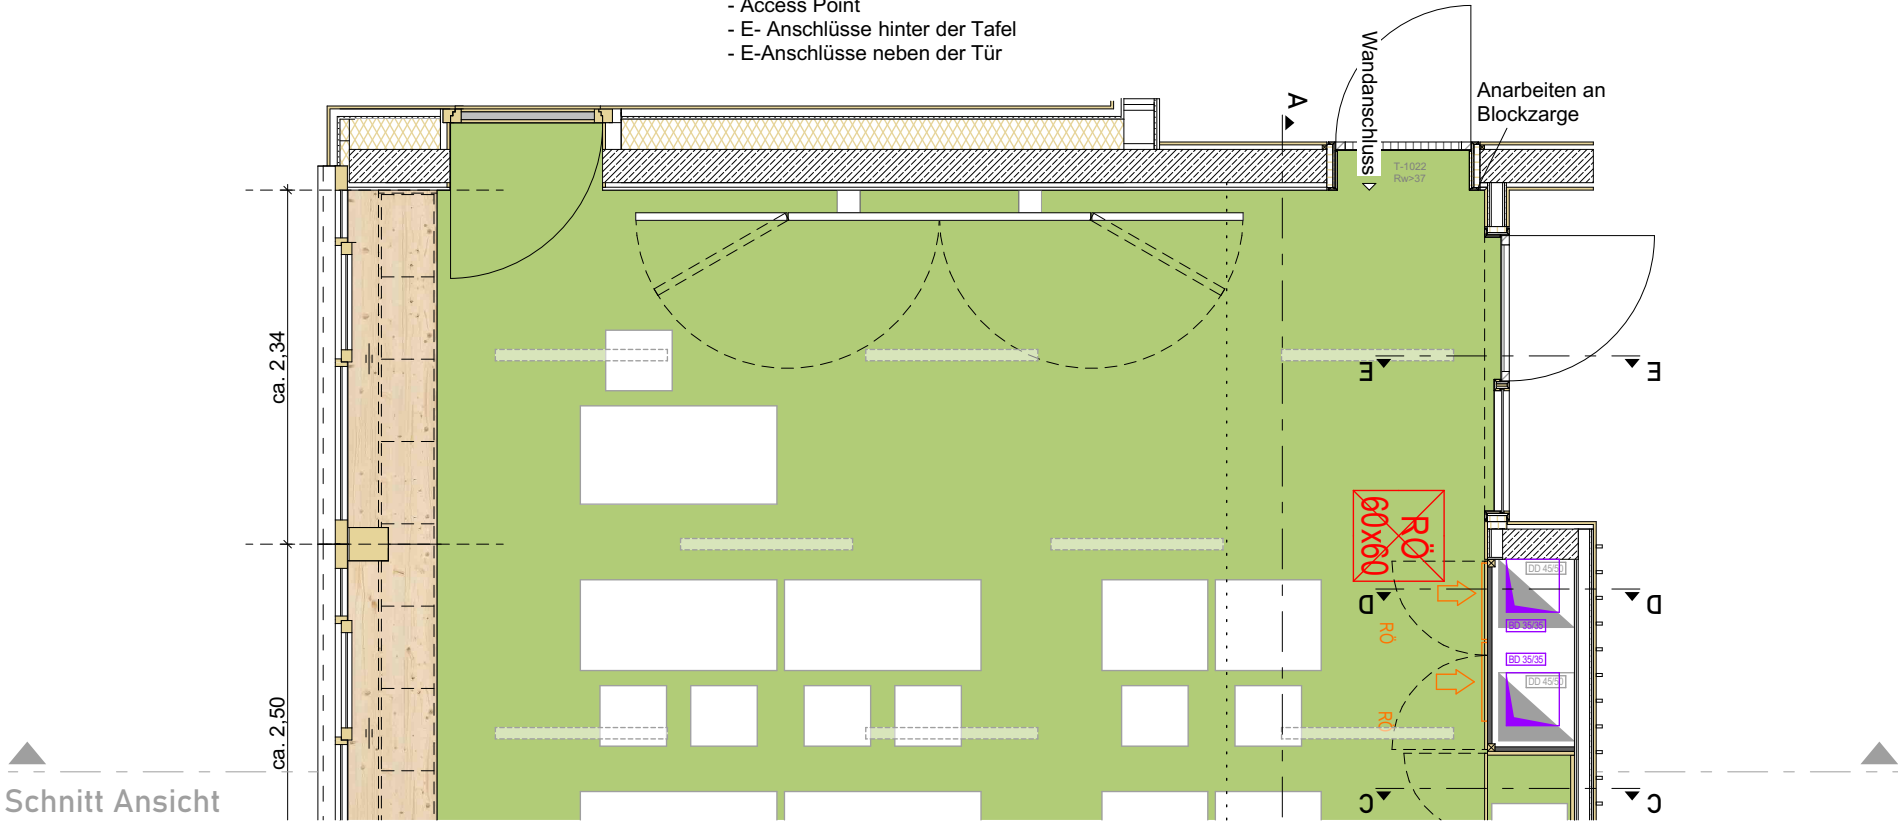 - Access Point
- E- Anschlüsse hinter der Tafel
- E-Anschlüsse neben der Tür
A
Wandanschluss
Anarbeiten an
Blockzarge
T-1022
Rw>37
ca. 2,34
E
E
RÖ
60x60
DD 45/50
D
D
BD 35/35
RÖ
BD 35/35
DD 45/50
RÖ
ca. 2,50
Schnitt Ansicht
C
C